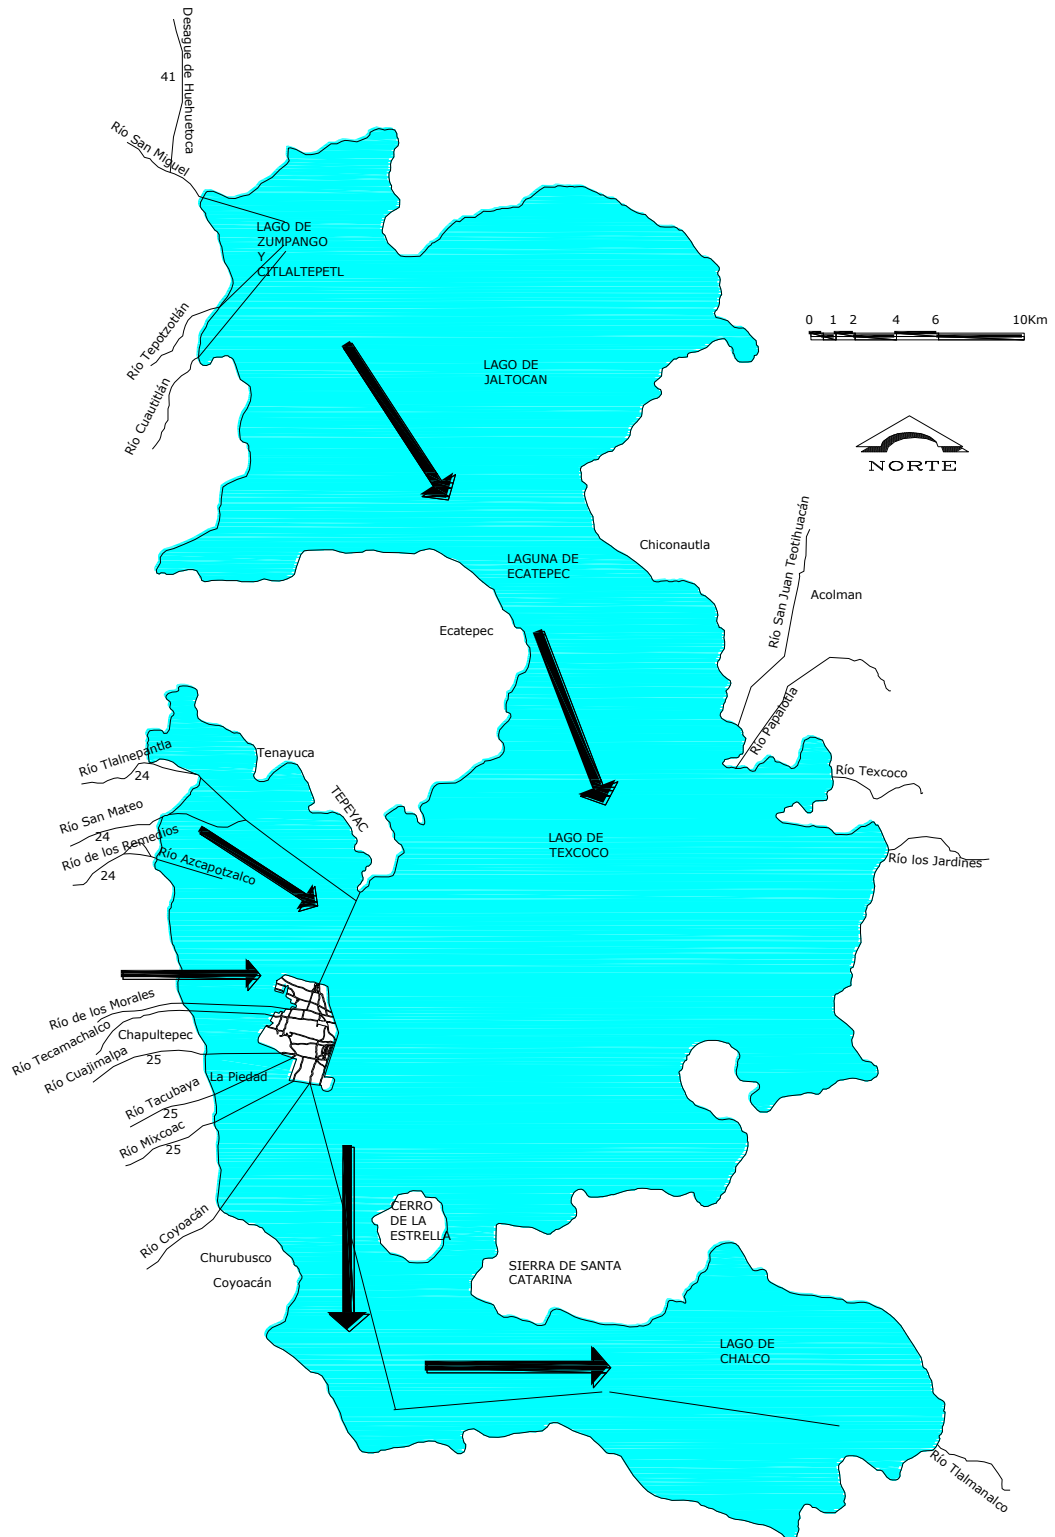 Desague de Huehuetoca
41
Río San Miguel
LAGO DE
ZUMPANGO
Y
CITLALTEPETL
0 1 2 4 6 10Km
Río Tepotzotlán
LAGO DE
JALTOCAN
Río Cuautitlán
NORTE
Chiconautla
LAGUNA DE
ECATEPEC
Río San Juan Teotihuacán
Acolman
Ecatepec
Río Papalotla
Tenayuca
Río Tlalnepantla
24
Río Texcoco
TEPEYAC
Río San Mateo
24
LAGO DE
TEXCOCO
Río de los Remedios
24
Río Azcapotzalco
Río los Jardines
Río de los Morales
Río Tecamachalco
Chapultepec
Río Cuajimalpa
25
La Piedad
Río Tacubaya
25
Río Mixcoac
25
CERRO
DE LA
ESTRELLA
Río Coyoacán
Churubusco
Coyoacán
SIERRA DE SANTA
CATARINA
LAGO DE
CHALCO
Río Tlalmanalco